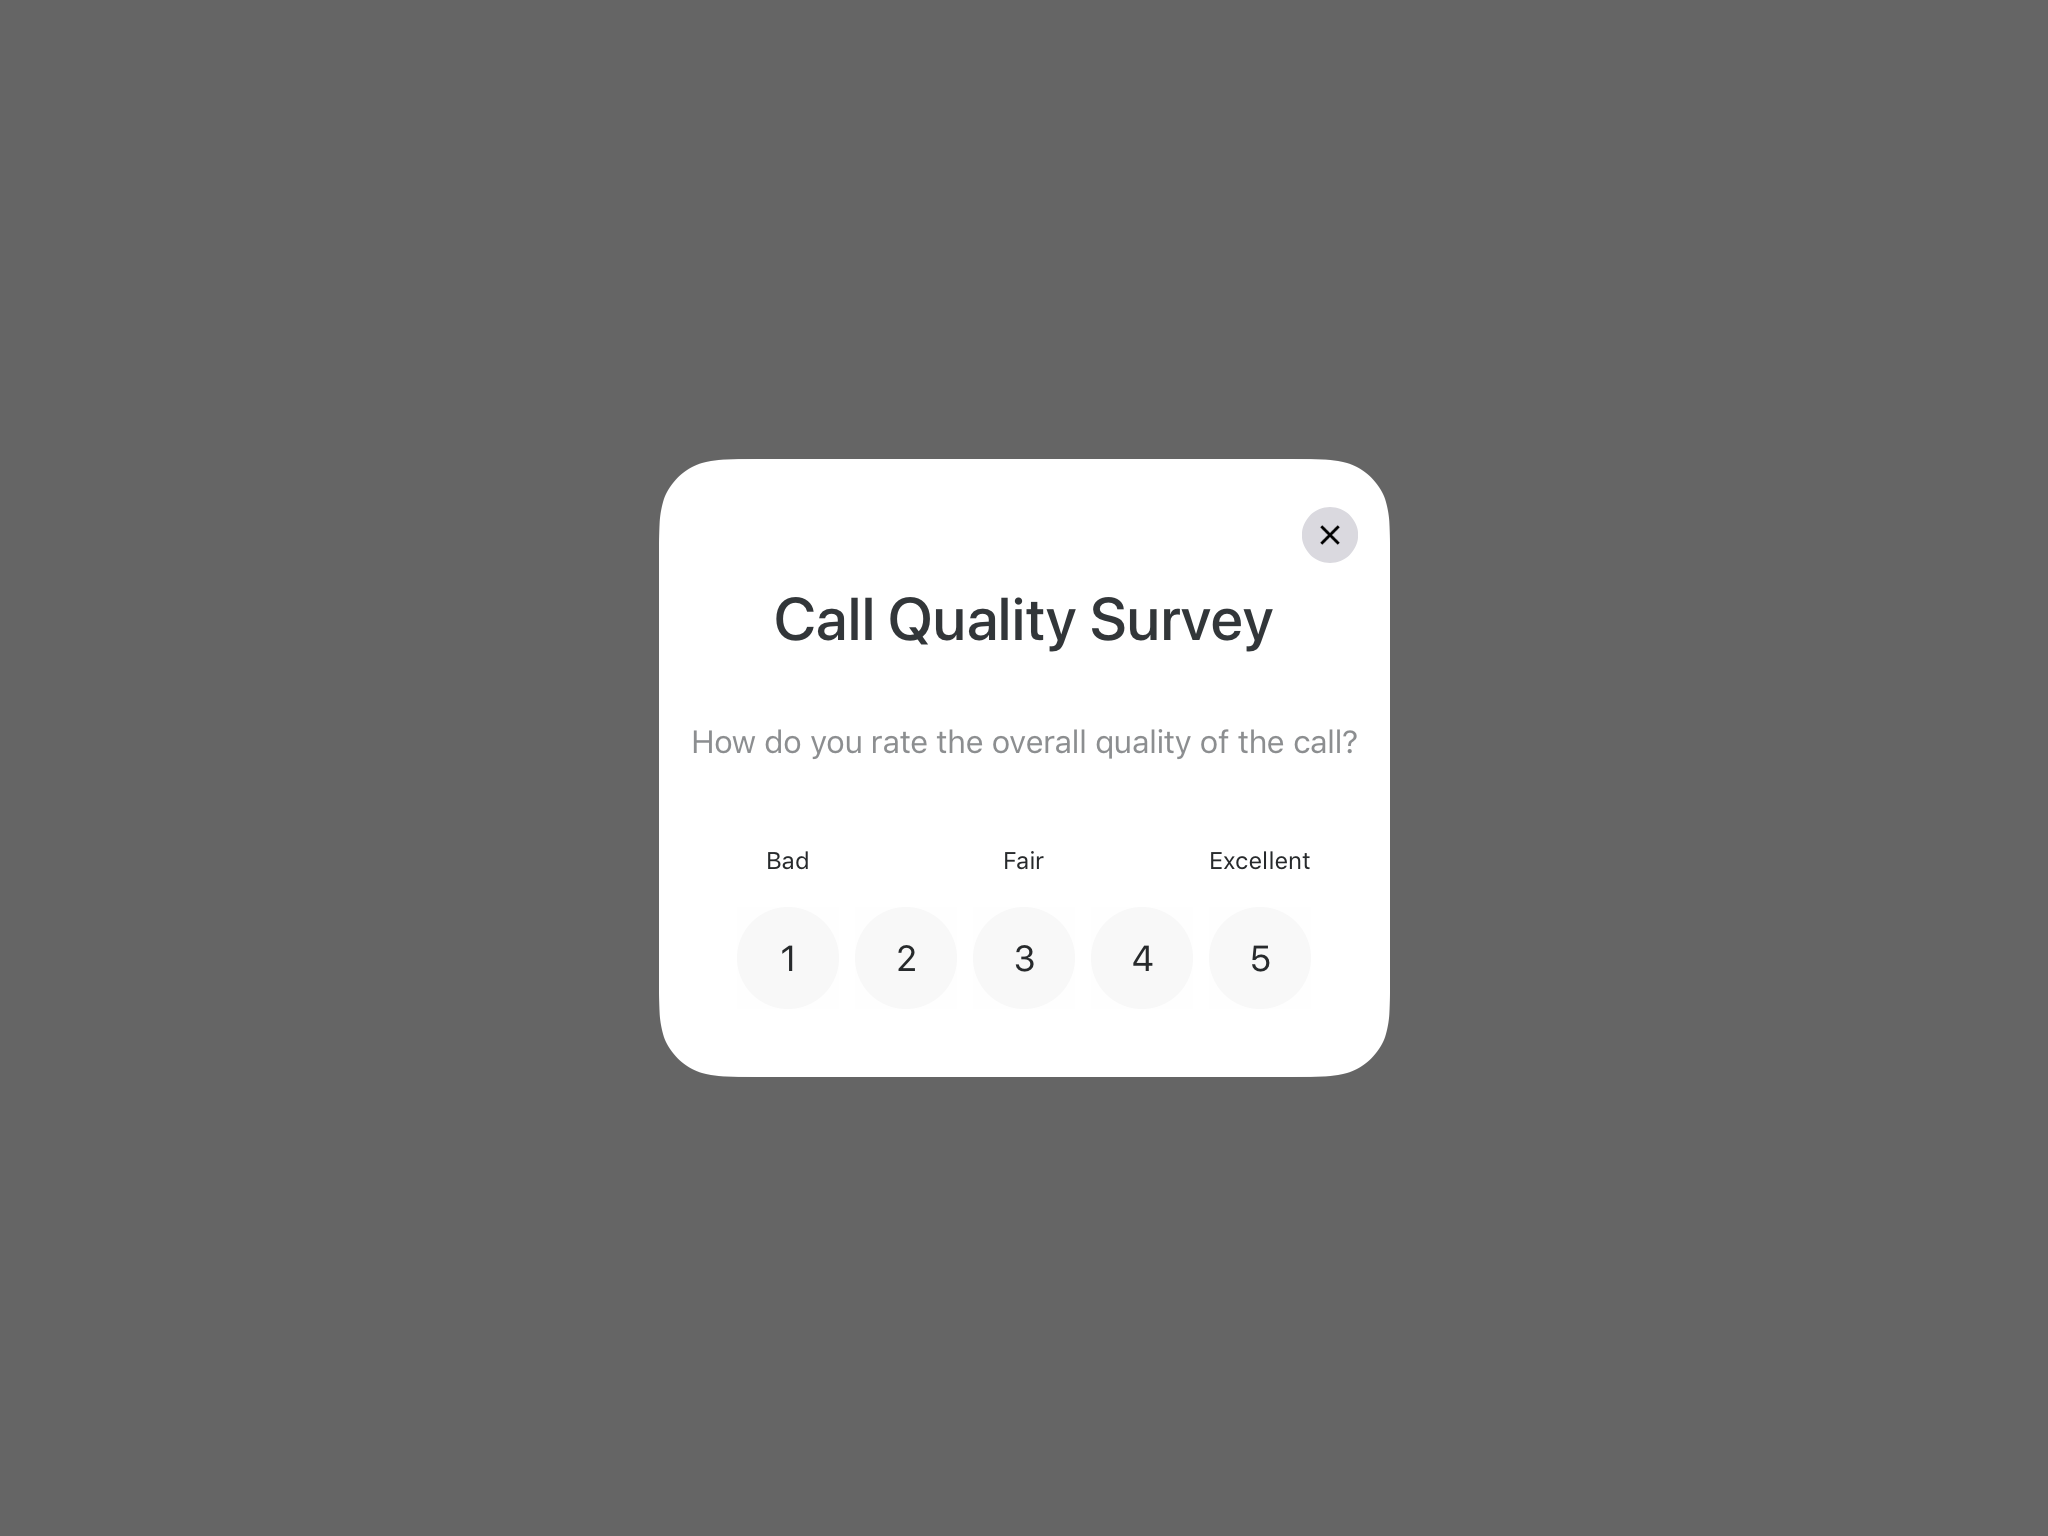 Call Quality Survey
How do you rate the overall quality of the call?
Bad Fair Excellent
1 2 3 4 5